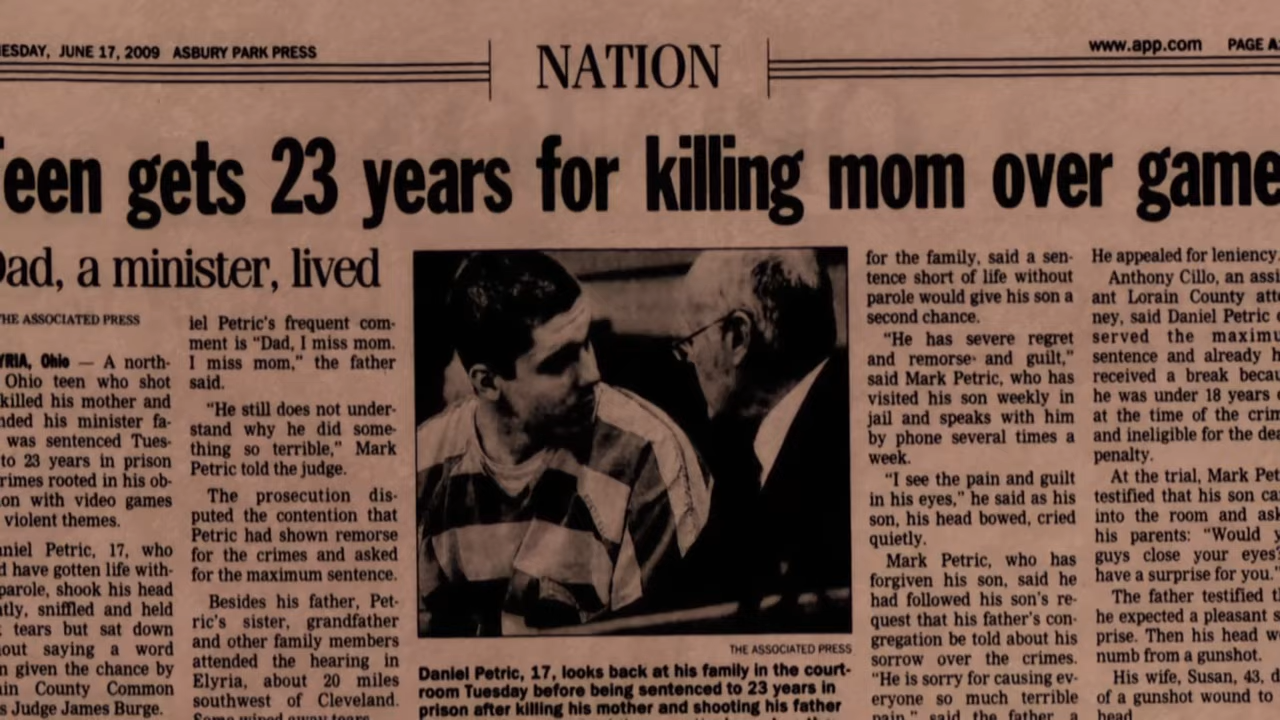 ESDAY, JUNE 17, 2009 ASBURY PARK PRESS
NATION
www.app.com PAGE A
een gets 23 years for killing mom over game
Dad, a minister, lived
THE ASSOCIATED PRESS
YRIA, Ohio — A north-
Ohio teen who shot
killed his mother and
nded his minister fa-
was sentenced Tues-
to 23 years in prison
rimes rooted in his ob-
on with video games
violent themes.
niel Petric, 17, who
d have gotten life with-
parole, shook his head
ntly, sniffled and held
tears but sat down
out saying a word
n given the chance by
in County Common
s Judge James Burge.
iel Petric's frequent com-
ment is "Dad, I miss mom.
I miss mom," the father
said.
"He still does not under-
stand why he did some-
thing so terrible," Mark
Petric told the judge.
The prosecution dis-
puted the contention that
Petric had shown remorse
for the crimes and asked
for the maximum sentence.
Besides his father, Pet-
ric's sister, grandfather
and other family members
attended the hearing in
Elyria, about 20 miles
southwest of Cleveland.
Some wiped away tears
THE ASSOCIATED PRESS
Daniel Petric, 17, looks back at his family in the court-
room Tuesday before being sentenced to 23 years in
prison after killing his mother and shooting his father
for the family, said a sen-
tence short of life without
parole would give his son a
second chance.
"He has severe regret
and remorse and guilt,"
said Mark Petric, who has
visited his son weekly in
jail and speaks with him
by phone several times a
week.
"I see the pain and guilt
in his eyes," he said as his
son, his head bowed, cried
quietly.
Mark Petric, who has
forgiven his son, said he
had followed his son's re-
quest that his father's con-
gregation be told about his
sorrow over the crimes.
"He is sorry for causing ev-
eryone so much terrible
pain," said the father, a
He appealed for leniency.
Anthony Cillo, an assi
ant Lorain County atto
ney, said Daniel Petric
served the maximu
sentence and already h
received a break becau
he was under 18 years
at the time of the crim
and ineligible for the dea
penalty.
At the trial, Mark Pet
testified that his son ca
into the room and ask
his parents: "Would y
guys close your eyes?
have a surprise for you."
The father testified th
he expected a pleasant s
prise. Then his head w
numb from a gunshot.
His wife, Susan, 43, d
of a gunshot wound to
head